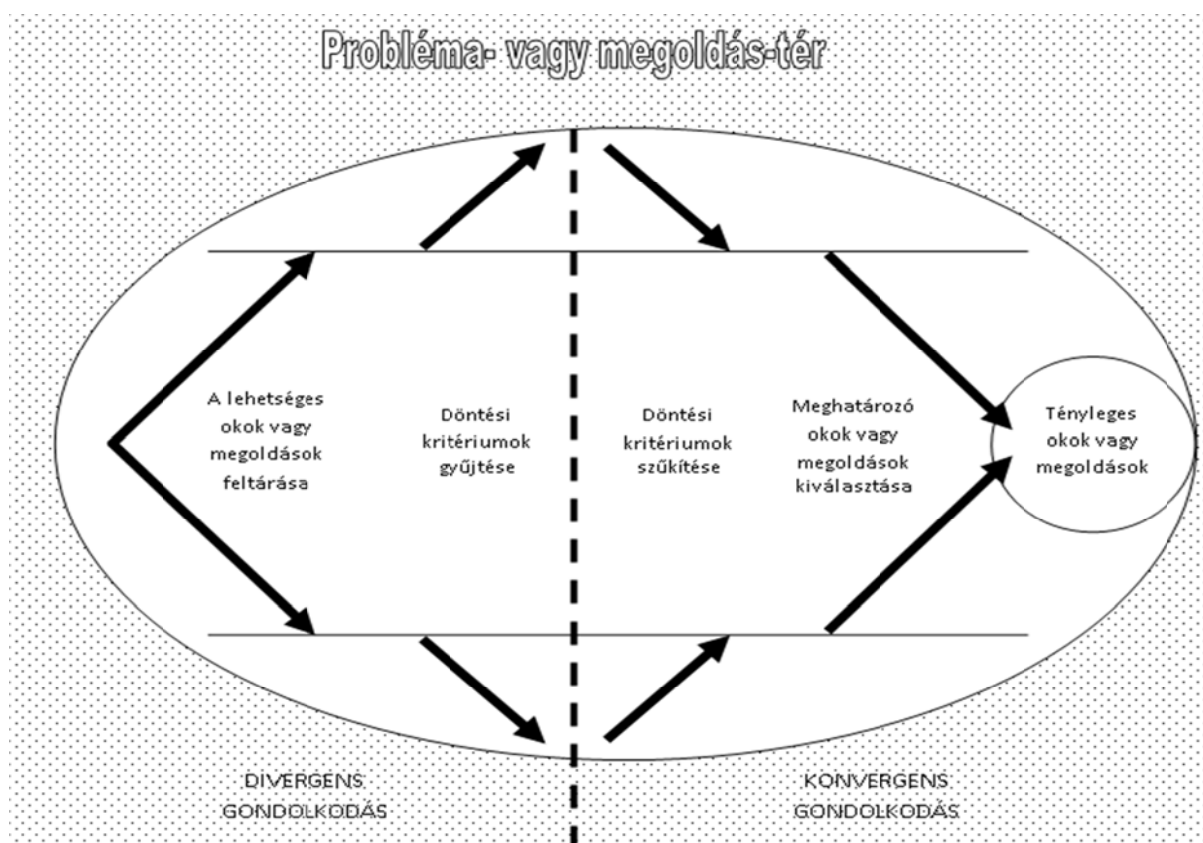 Probléma- vagy megoldás-tér
A lehetséges
okok vagy
megoldások
feltárása
Döntési
kritériumok
gyűjtése
Döntési
kritériumok
szűkítése
Meghatározó
okok vagy
megoldások
kiválasztása
Tényleges
okok vagy
megoldások
DIVERGENS
GONDOLKODÁS
KONVERGENS
GONDOLKODÁS